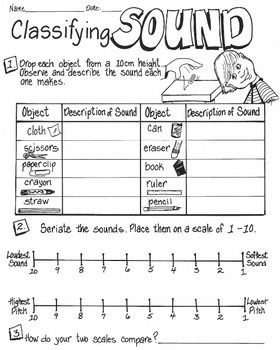 Name Date:
Classifying SOUND
1 Drop each object from a 10cm height.
Observe and describe the sound each
one makes.
Object Description of Sound Object Description of Sound
cloth can
scissors eraser
paper clip book
crayon ruler
straw pencil
2. Seriate the sounds. Place them on a scale of 1-10.
Loudest Sound Softest Sound
10 9 8 7 6 5 4 3 2 1
Highest Pitch Lowest Pitch
10 9 8 7 6 5 4 3 2 1
3 How do your two scales compare?